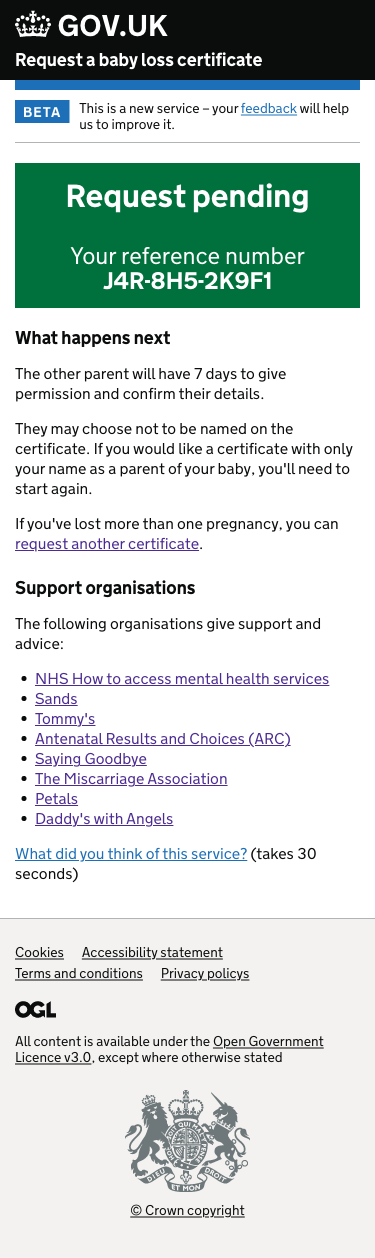 GOV.UK
Request a baby loss certificate
BETA
This is a new service – your feedback will help
us to improve it.
Request pending
Your reference number
J4R-8H5-2K9F1
What happens next
The other parent will have 7 days to give
permission and confirm their details.
They may choose not to be named on the
certificate. If you would like a certificate with only
your name as a parent of your baby, you'll need to
start again.
If you've lost more than one pregnancy, you can
request another certificate.
Support organisations
The following organisations give support and
advice:
• NHS How to access mental health services
• Sands
• Tommy's
• Antenatal Results and Choices (ARC)
• Saying Goodbye
• The Miscarriage Association
• Petals
• Daddy's with Angels
What did you think of this service? (takes 30
seconds)
Cookies Accessibility statement
Terms and conditions Privacy policys
OGL
All content is available under the Open Government
Licence v3.0, except where otherwise stated
DIEU ET MON DROIT
© Crown copyright